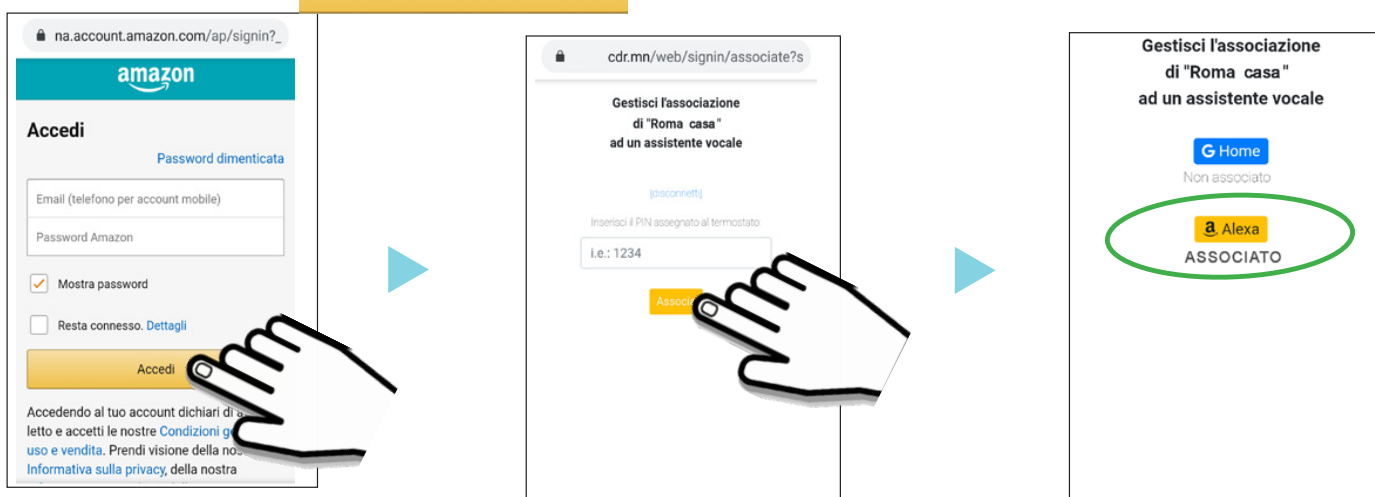 na.account.amazon.com/ap/signin?_
amazon
Accedi
Password dimenticata
Email (telefono per account mobile)
Password Amazon
Mostra password
Resta connesso. Dettagli
Accedi
Accedendo al tuo account dichiari di
letto e accetti le nostre Condizioni
uso e vendita. Prendi visione della
Informativa sulla privacy, della nostra
cdr.mn/web/signin/associate?s
Gestisci l'associazione
di "Roma casa"
ad un assistente vocale
[disconnetti]
Inserisci il PIN assegnato al termostato:
i.e.: 1234
Gestisci l'associazione
di "Roma casa"
ad un assistente vocale
G Home
Non associato
a Alexa
ASSOCIATO